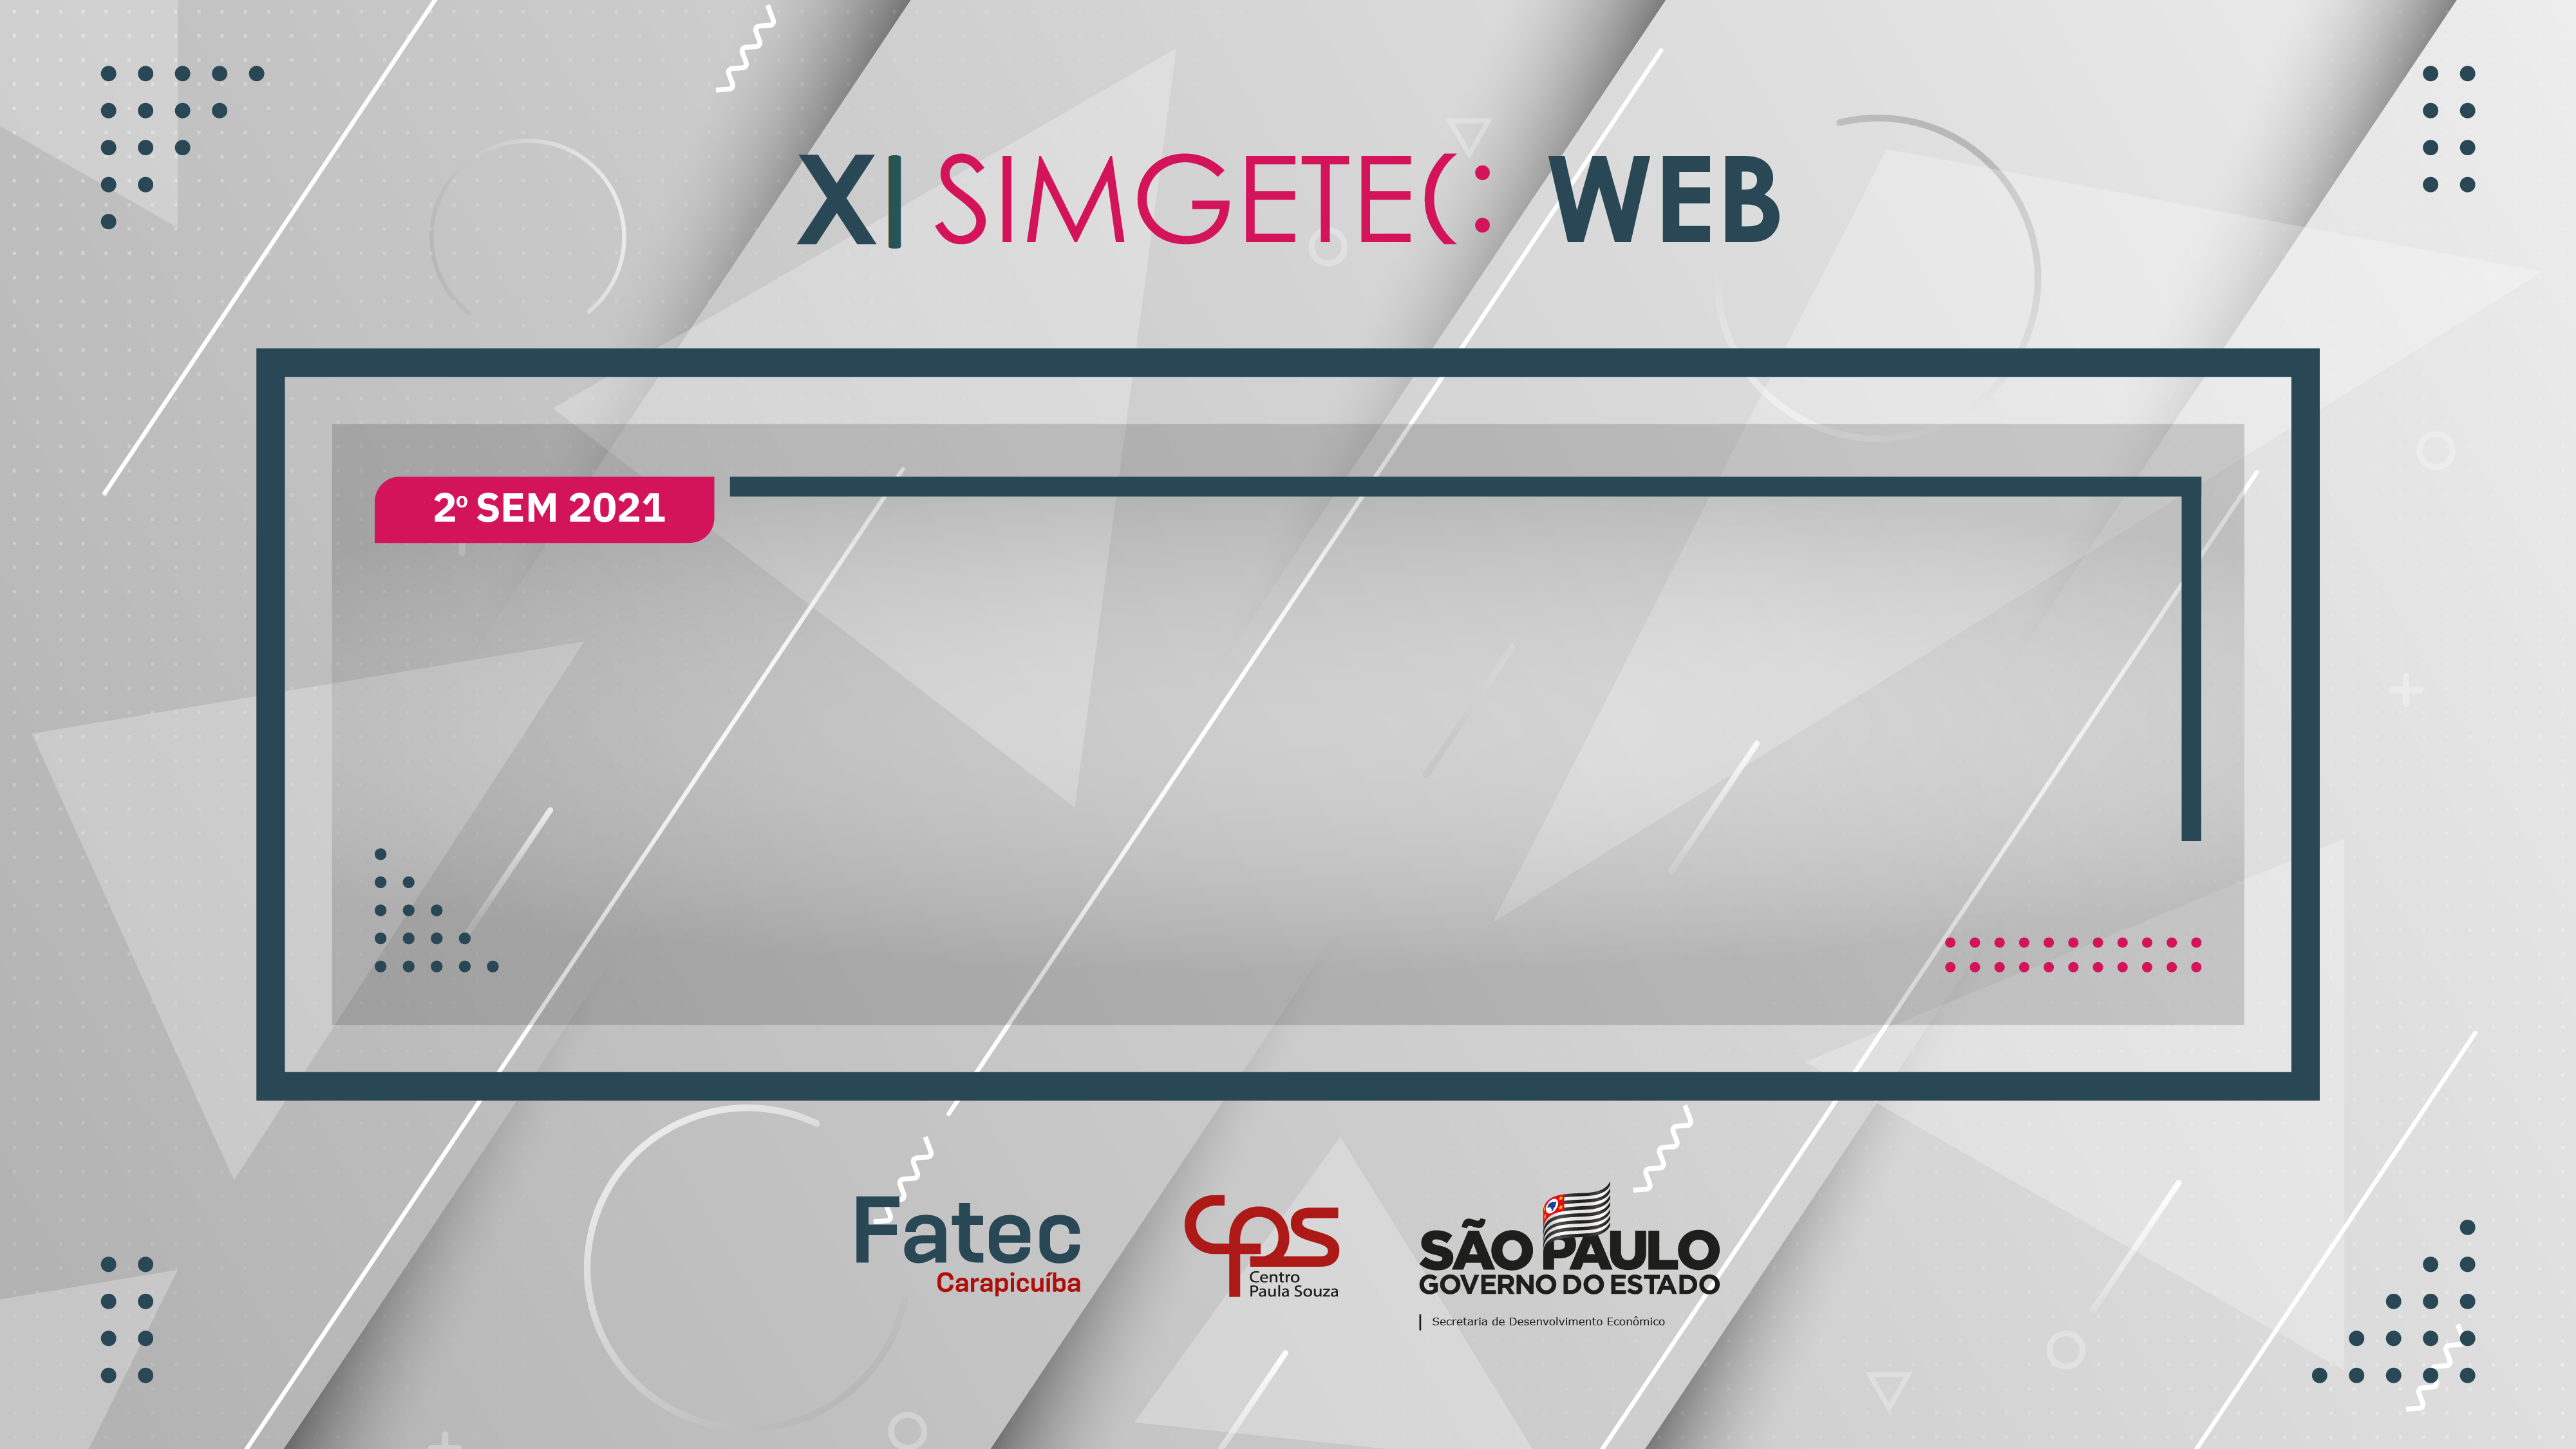 XI SIMGETEC: WEB
2º SEM 2021
Fatec
Carapicuíba
cps
Centro
Paula Souza
SÃO PAULO
GOVERNO DO ESTADO
Secretaria de Desenvolvimento Econômico